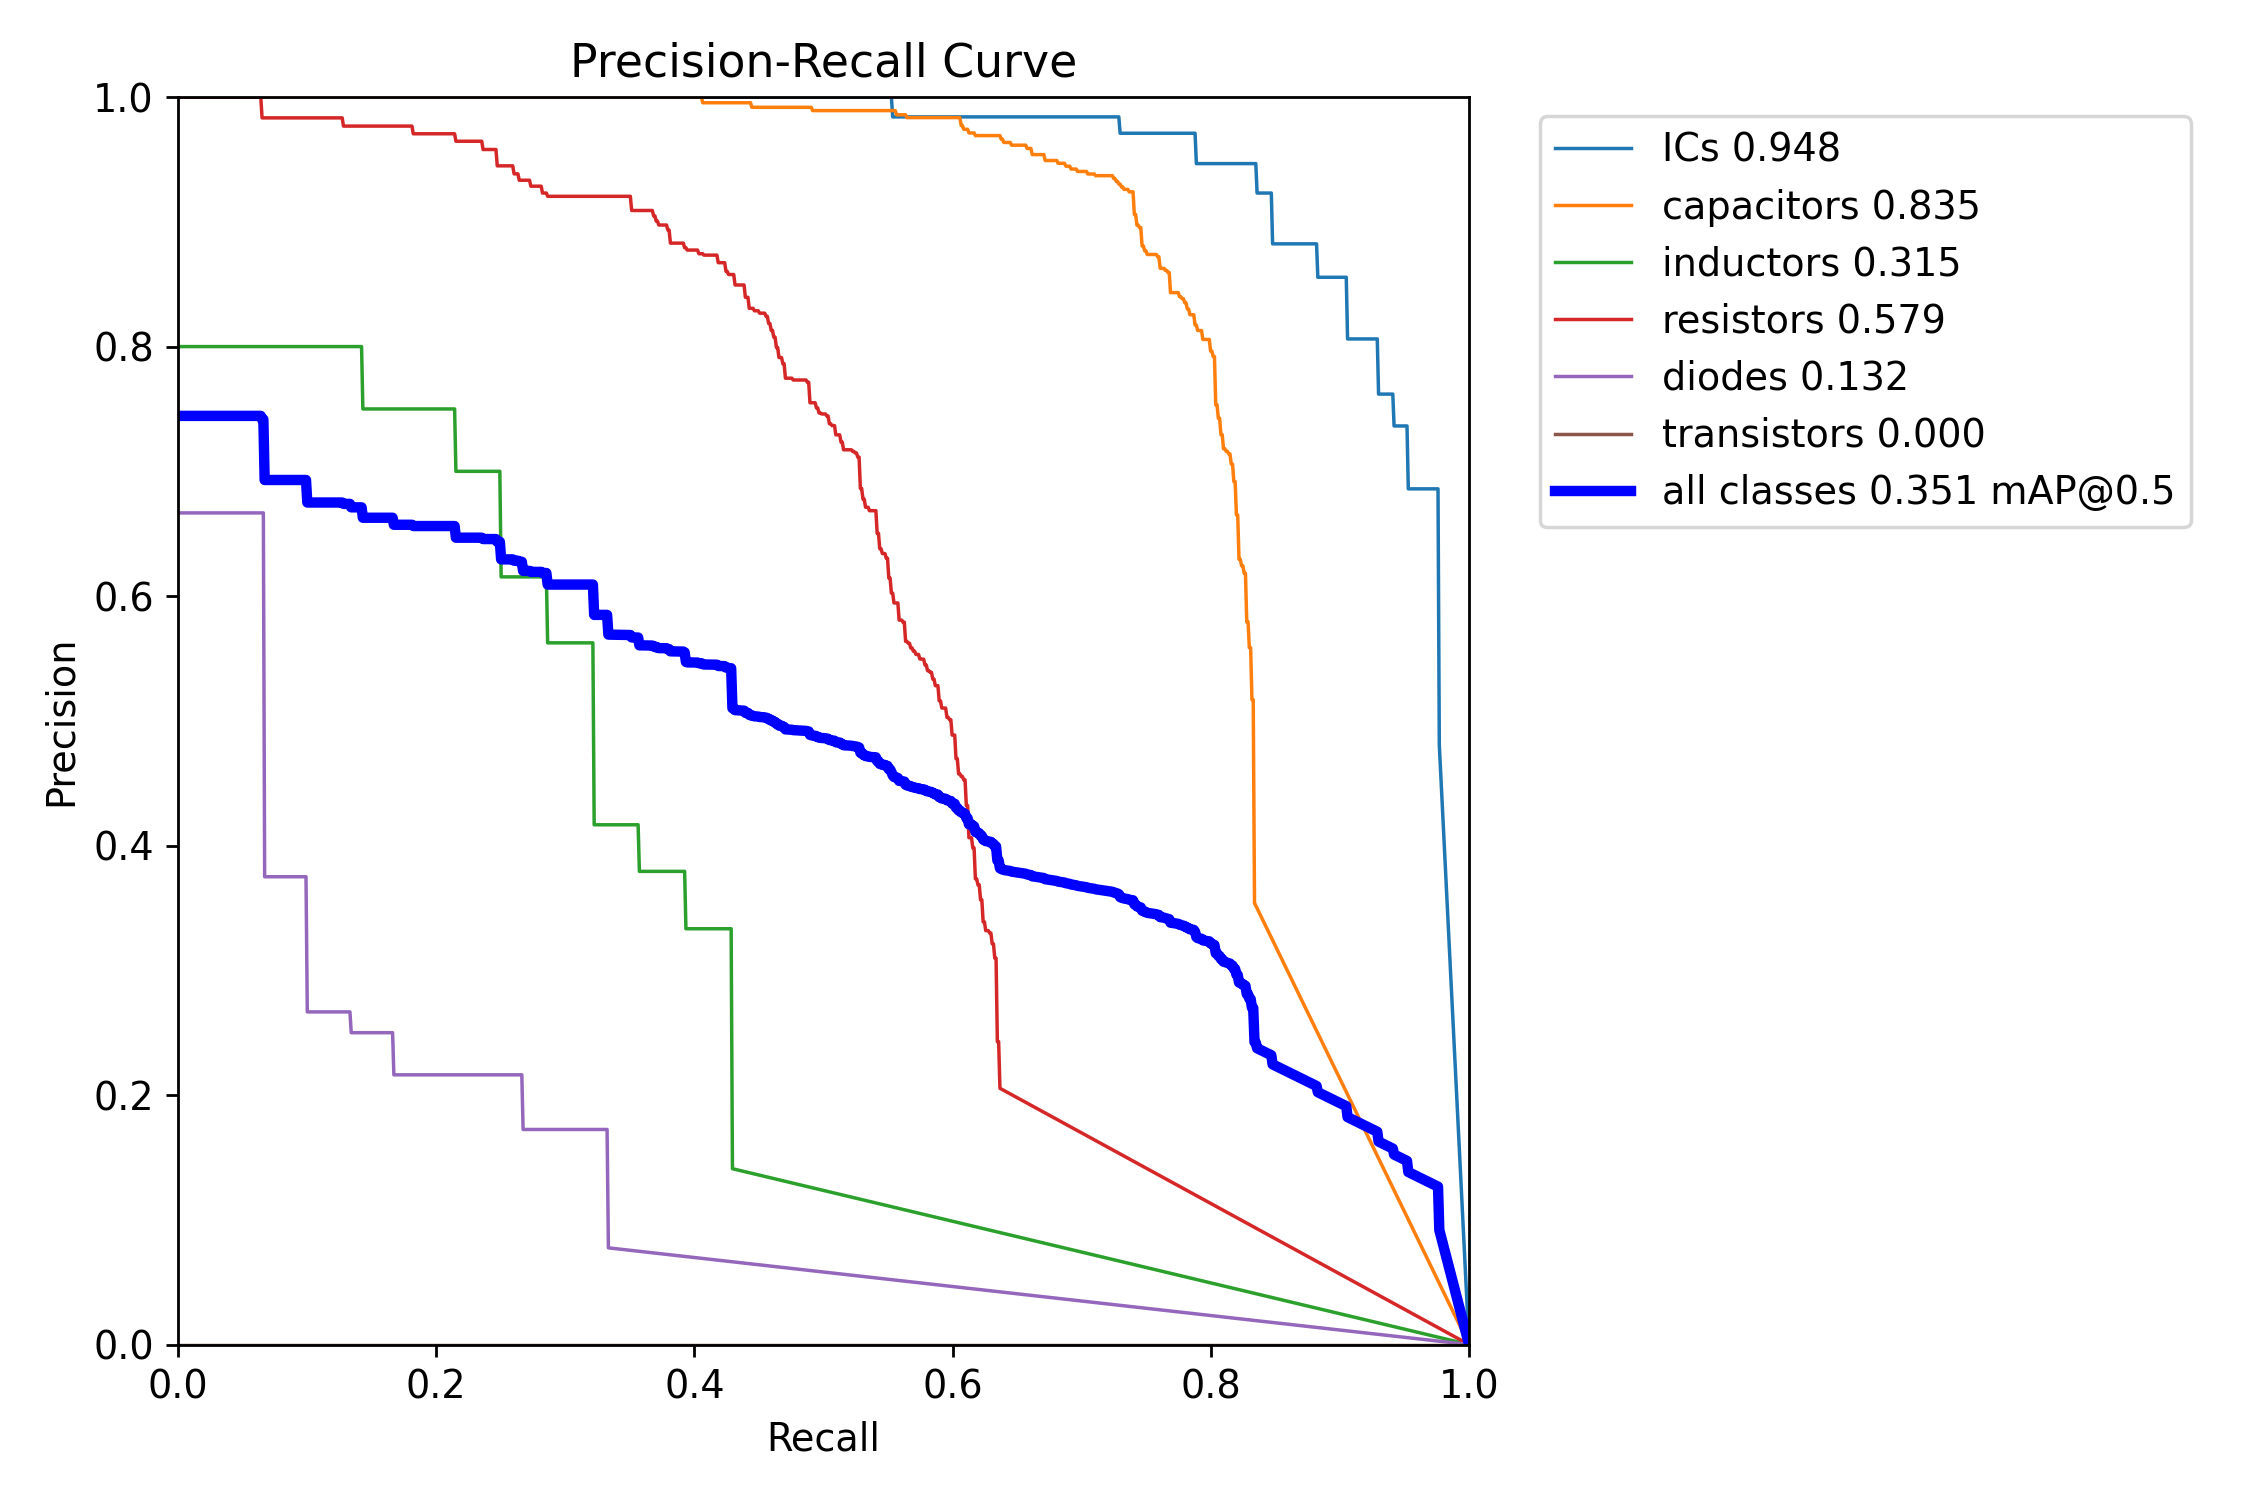 Precision-Recall Curve
1.0
0.8
0.6
0.4
0.2
0.0
Precision
0.0 0.2 0.4 0.6 0.8 1.0
Recall
ICs 0.948
capacitors 0.835
inductors 0.315
resistors 0.579
diodes 0.132
transistors 0.000
all classes 0.351 mAP@0.5